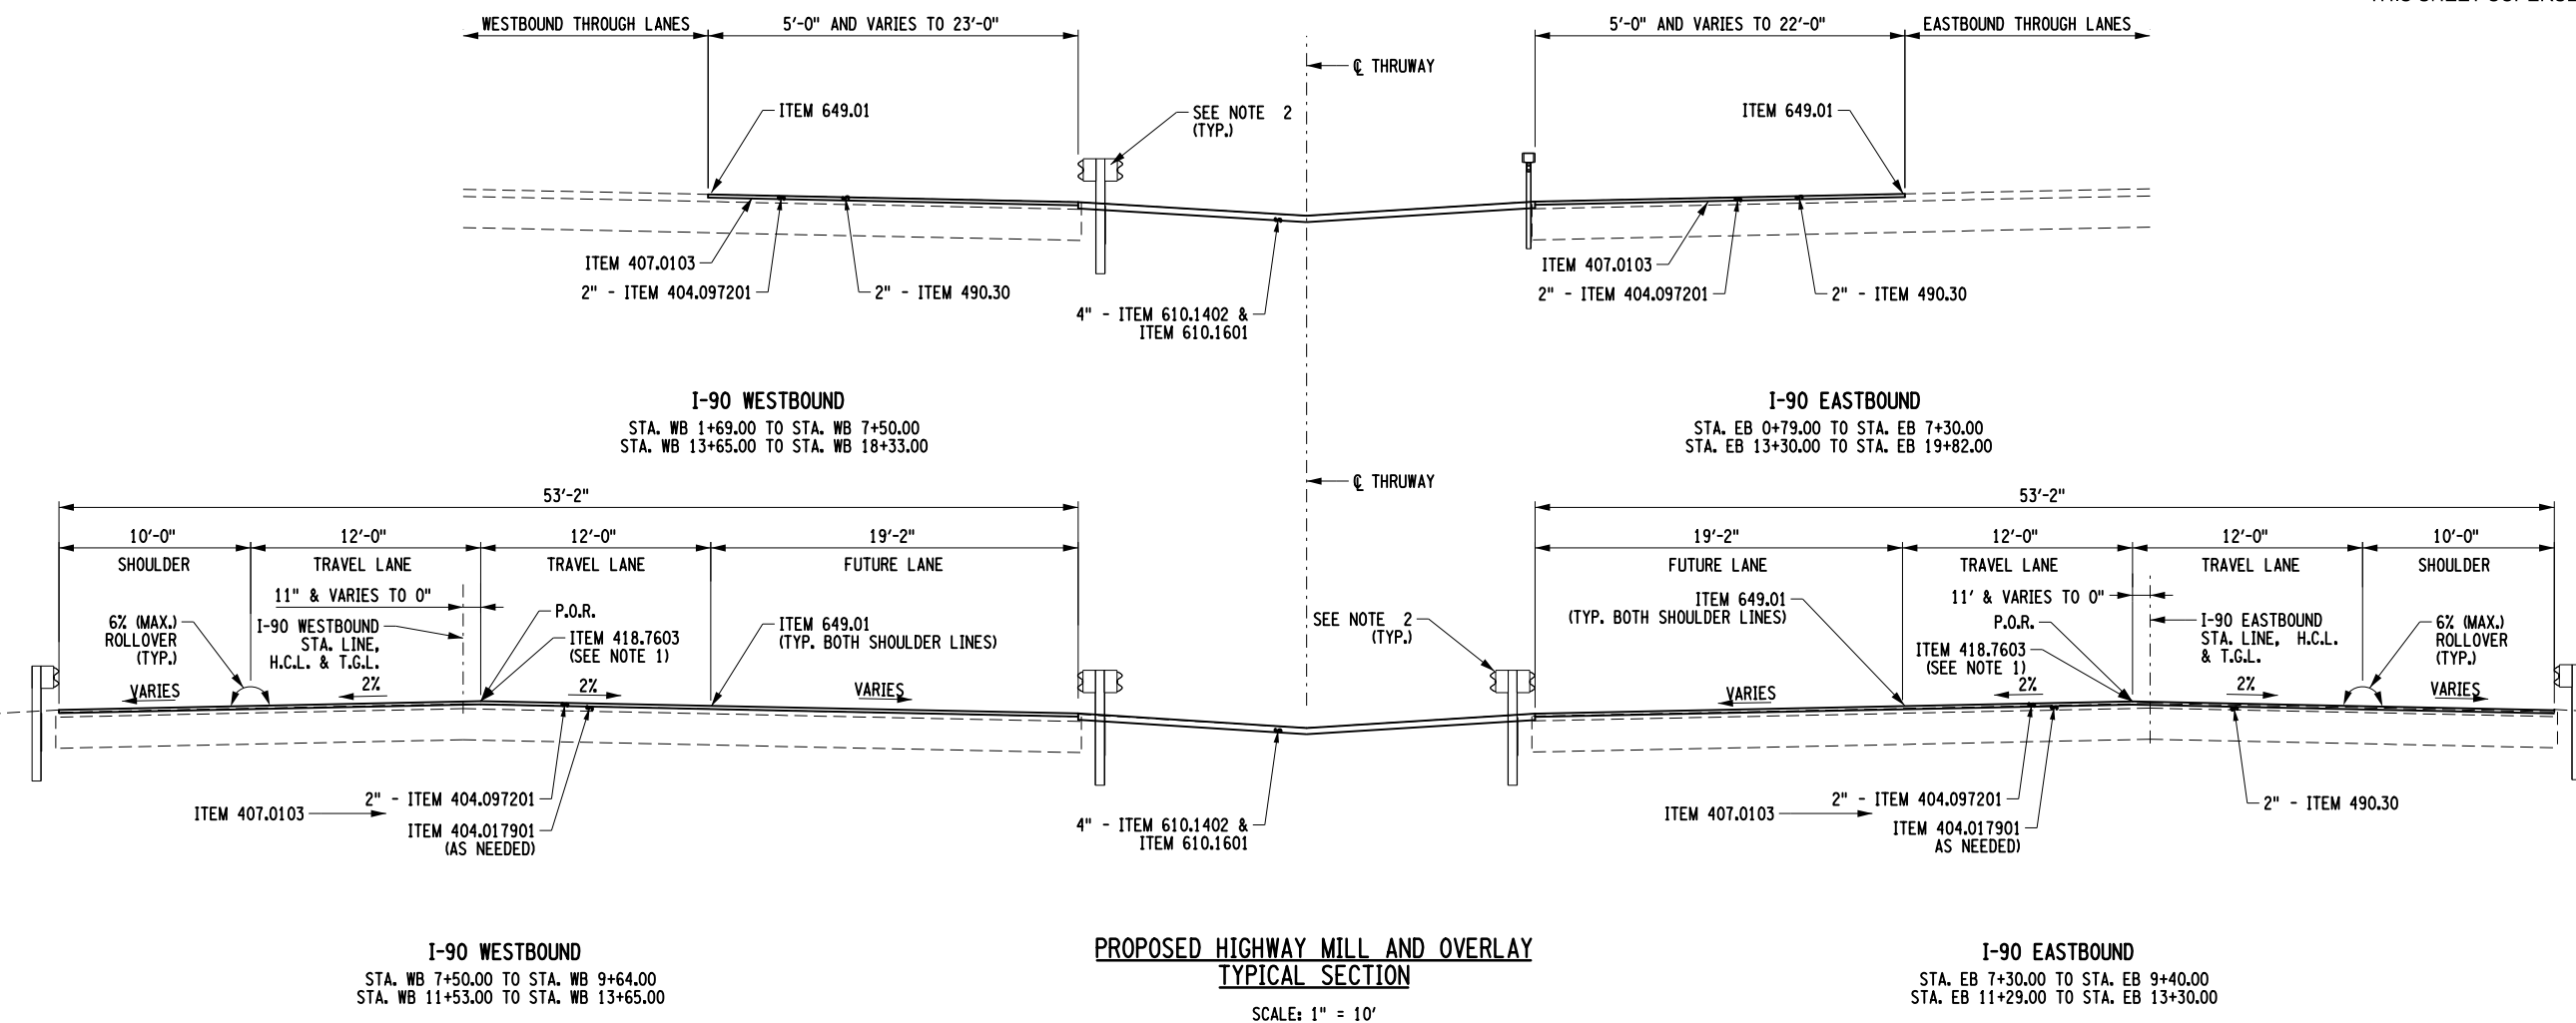 WESTBOUND THROUGH LANES
5'-0" AND VARIES TO 23'-0"
5'-0" AND VARIES TO 22'-0"
EASTBOUND THROUGH LANES
℄ THRUWAY
ITEM 649.01
SEE NOTE 2
(TYP.)
ITEM 649.01
ITEM 407.0103
2" - ITEM 404.097201
2" - ITEM 490.30
4" - ITEM 610.1402 &
ITEM 610.1601
ITEM 407.0103
2" - ITEM 404.097201
2" - ITEM 490.30
I-90 WESTBOUND
STA. WB 1+69.00 TO STA. WB 7+50.00
STA. WB 13+65.00 TO STA. WB 18+33.00
I-90 EASTBOUND
STA. EB 0+79.00 TO STA. EB 7+30.00
STA. EB 13+30.00 TO STA. EB 19+82.00
℄ THRUWAY
53'-2"
53'-2"
10'-0"
12'-0"
12'-0"
19'-2"
19'-2"
12'-0"
12'-0"
10'-0"
SHOULDER
TRAVEL LANE
TRAVEL LANE
FUTURE LANE
FUTURE LANE
TRAVEL LANE
TRAVEL LANE
SHOULDER
11" & VARIES TO 0"
6% (MAX.)
ROLLOVER
(TYP.)
I-90 WESTBOUND
STA. LINE,
H.C.L. & T.G.L.
P.O.R.
ITEM 418.7603
(SEE NOTE 1)
ITEM 649.01
(TYP. BOTH SHOULDER LINES)
SEE NOTE 2
(TYP.)
ITEM 649.01
(TYP. BOTH SHOULDER LINES)
11' & VARIES TO 0"
P.O.R.
ITEM 418.7603
(SEE NOTE 1)
I-90 EASTBOUND
STA. LINE, H.C.L.
& T.G.L.
6% (MAX.)
ROLLOVER
(TYP.)
VARIES
2%
2%
VARIES
VARIES
2%
2%
VARIES
2" - ITEM 404.097201
ITEM 407.0103
ITEM 404.017901
(AS NEEDED)
4" - ITEM 610.1402 &
ITEM 610.1601
2" - ITEM 404.097201
ITEM 407.0103
ITEM 404.017901
AS NEEDED)
2" - ITEM 490.30
I-90 WESTBOUND
STA. WB 7+50.00 TO STA. WB 9+64.00
STA. WB 11+53.00 TO STA. WB 13+65.00
PROPOSED HIGHWAY MILL AND OVERLAY
TYPICAL SECTION
SCALE: 1" = 10'
I-90 EASTBOUND
STA. EB 7+30.00 TO STA. EB 9+40.00
STA. EB 11+29.00 TO STA. EB 13+30.00